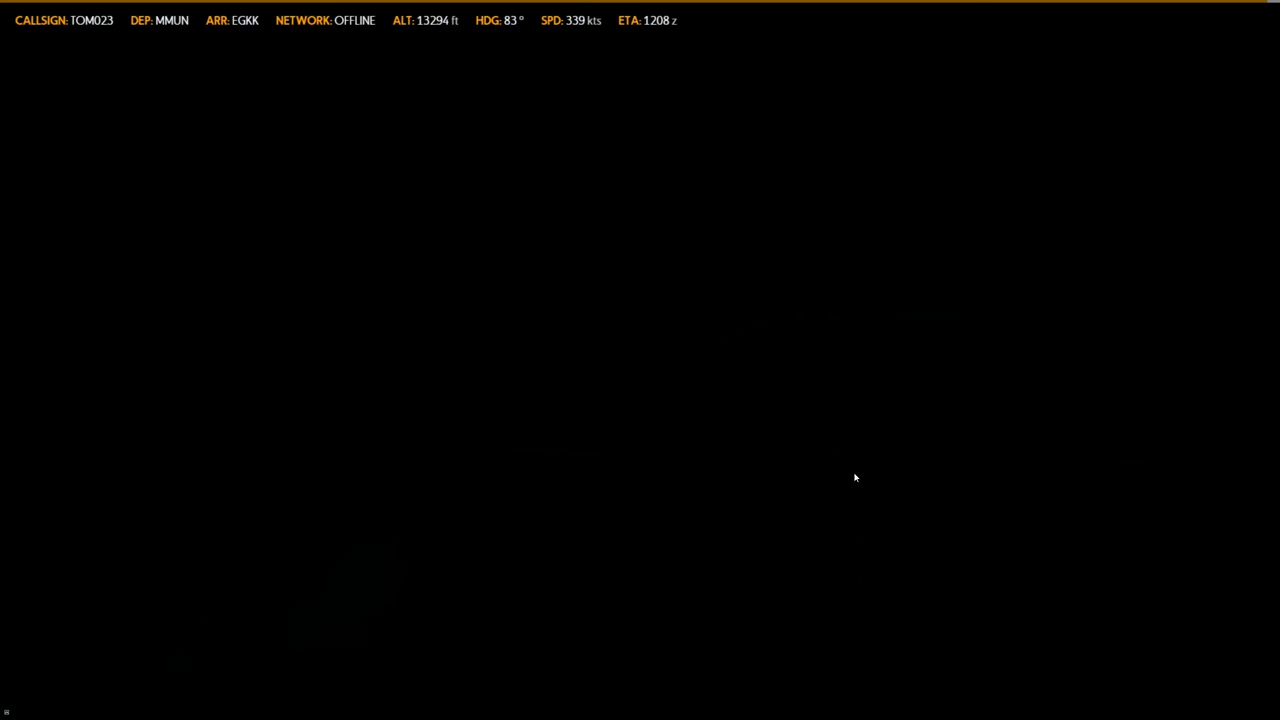 CALLSIGN: TOM023 DEP: MMUN ARR: EGKK NETWORK: OFFLINE ALT: 13294 ft HDG: 83 º SPD: 339 kts ETA: 1208 z